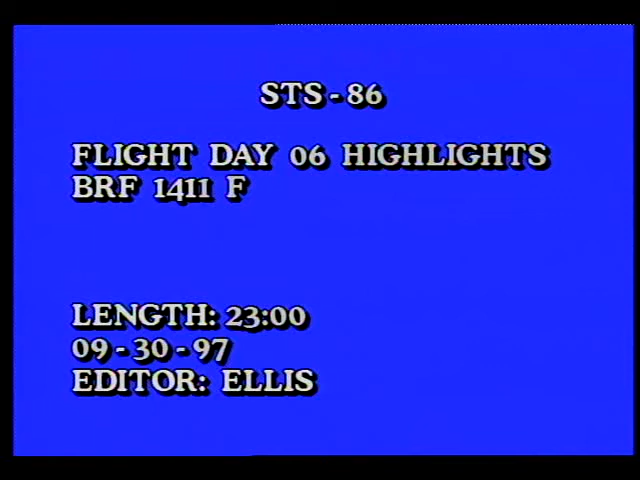 STS - 86
FLIGHT DAY 06 HIGHLIGHTS
BRF 1411 F
LENGTH: 23:00
09 - 30 - 97
EDITOR: ELLIS